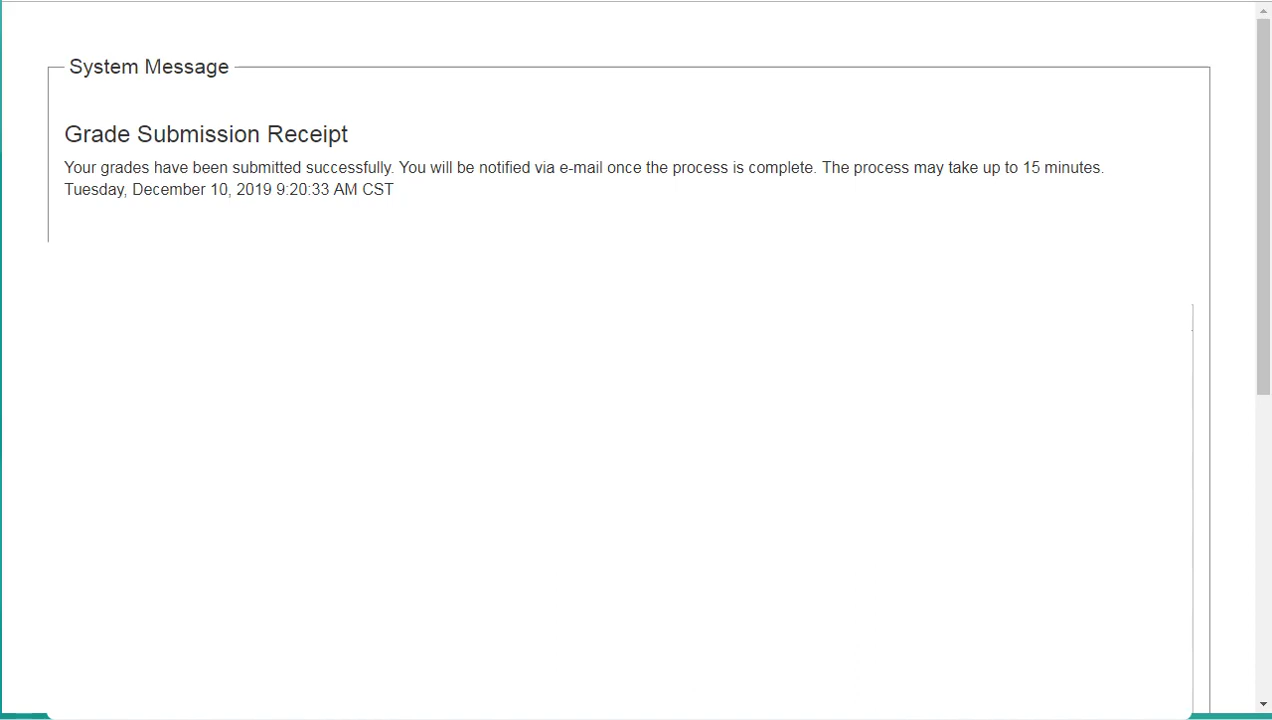 System Message
Grade Submission Receipt
Your grades have been submitted successfully. You will be notified via e-mail once the process is complete. The process may take up to 15 minutes.
Tuesday, December 10, 2019 9:20:33 AM CST